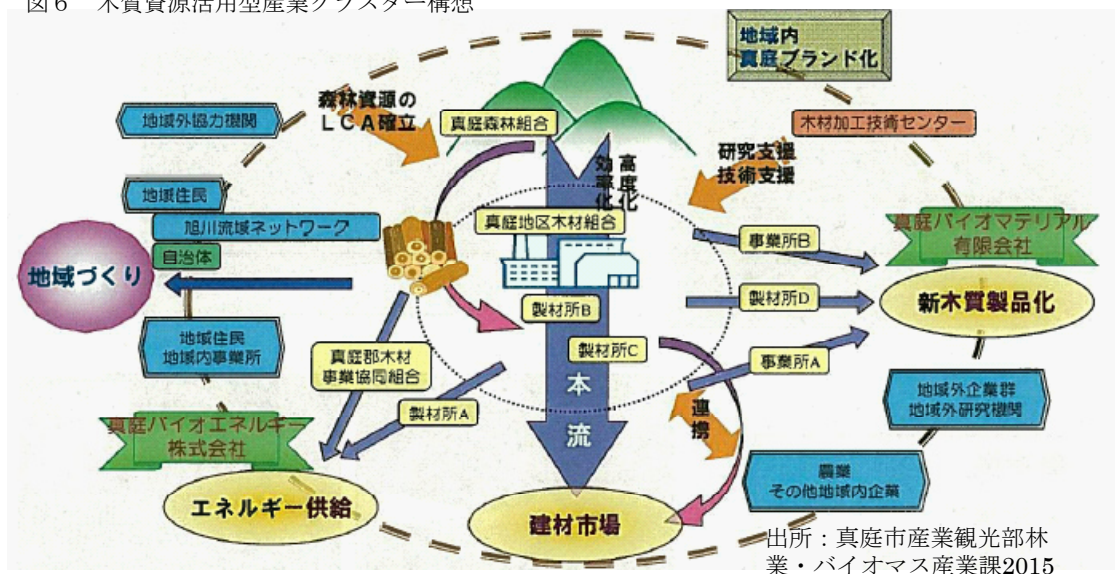 図6 木質資源活用型産業クラスター構想
地域内
真庭ブランド化
森林資源の
LCA確立
地域外協力機関
真庭森林組合
木材加工技術センター
研究支援
技術支援
高度化
効率化
地域住民
旭川流域ネットワーク
自治体
真庭地区木材組合
事業所B
真庭バイオマテリアル
有限会社
地域づくり
製材所D
新木質製品化
製材所B
地域住民
地域内事業所
製材所C
事業所A
真庭郡木材
事業協同組合
製材所A
本
流
連携
地域外企業群
地域外研究機関
真庭バイオエネルギー
株式会社
農業
その他地域内企業
エネルギー供給
建材市場
出所：真庭市産業観光部林
業・バイオマス産業課2015